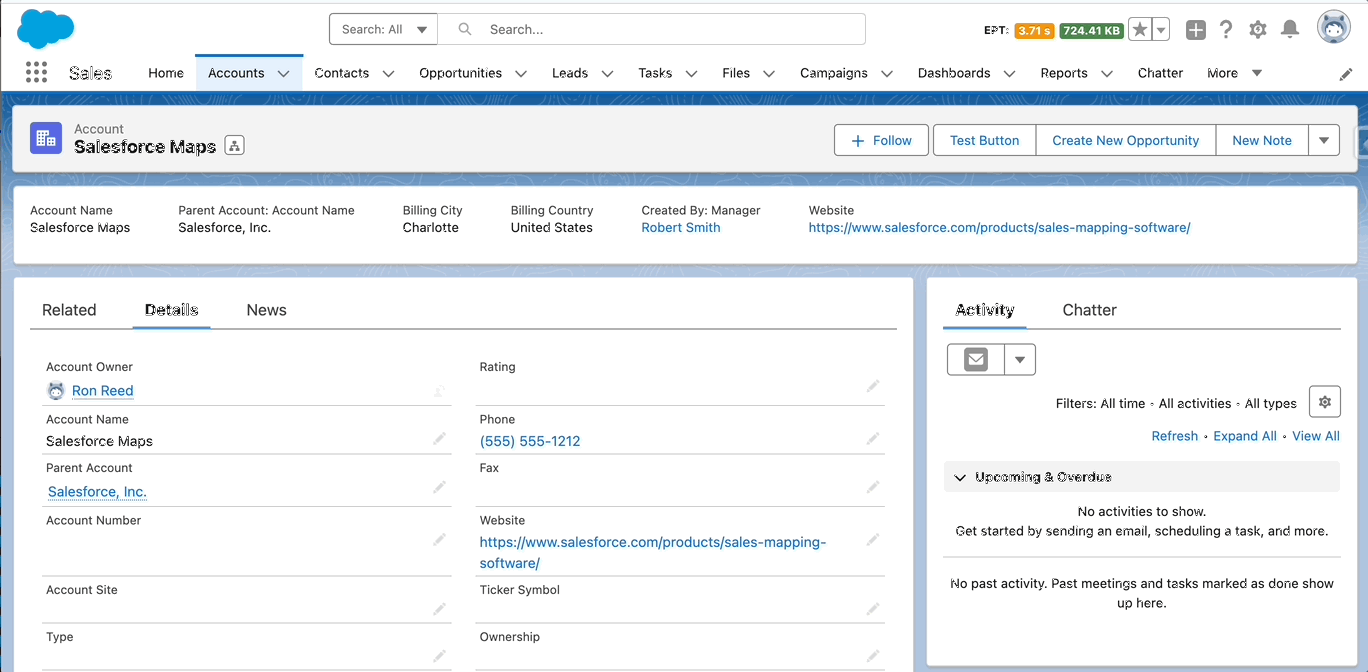 Search: All
Search...
EPT: 3.71 s 724.41 KB
Sales
Home
Accounts
Contacts
Opportunities
Leads
Tasks
Files
Campaigns
Dashboards
Reports
Chatter
More
Account
Salesforce Maps
Follow
Test Button
Create New Opportunity
New Note
Account Name
Salesforce Maps
Parent Account: Account Name
Salesforce, Inc.
Billing City
Charlotte
Billing Country
United States
Created By: Manager
Robert Smith
Website
https://www.salesforce.com/products/sales-mapping-software/
Related
Details
News
Account Owner
Ron Reed
Account Name
Salesforce Maps
Parent Account
Salesforce, Inc.
Account Number
Account Site
Type
Rating
Phone
(555) 555-1212
Fax
Website
https://www.salesforce.com/products/sales-mapping-
software/
Ticker Symbol
Ownership
Activity
Chatter
Filters: All time • All activities • All types
Refresh • Expand All • View All
Upcoming & Overdue
No activities to show.
Get started by sending an email, scheduling a task, and more.
No past activity. Past meetings and tasks marked as done show
up here.